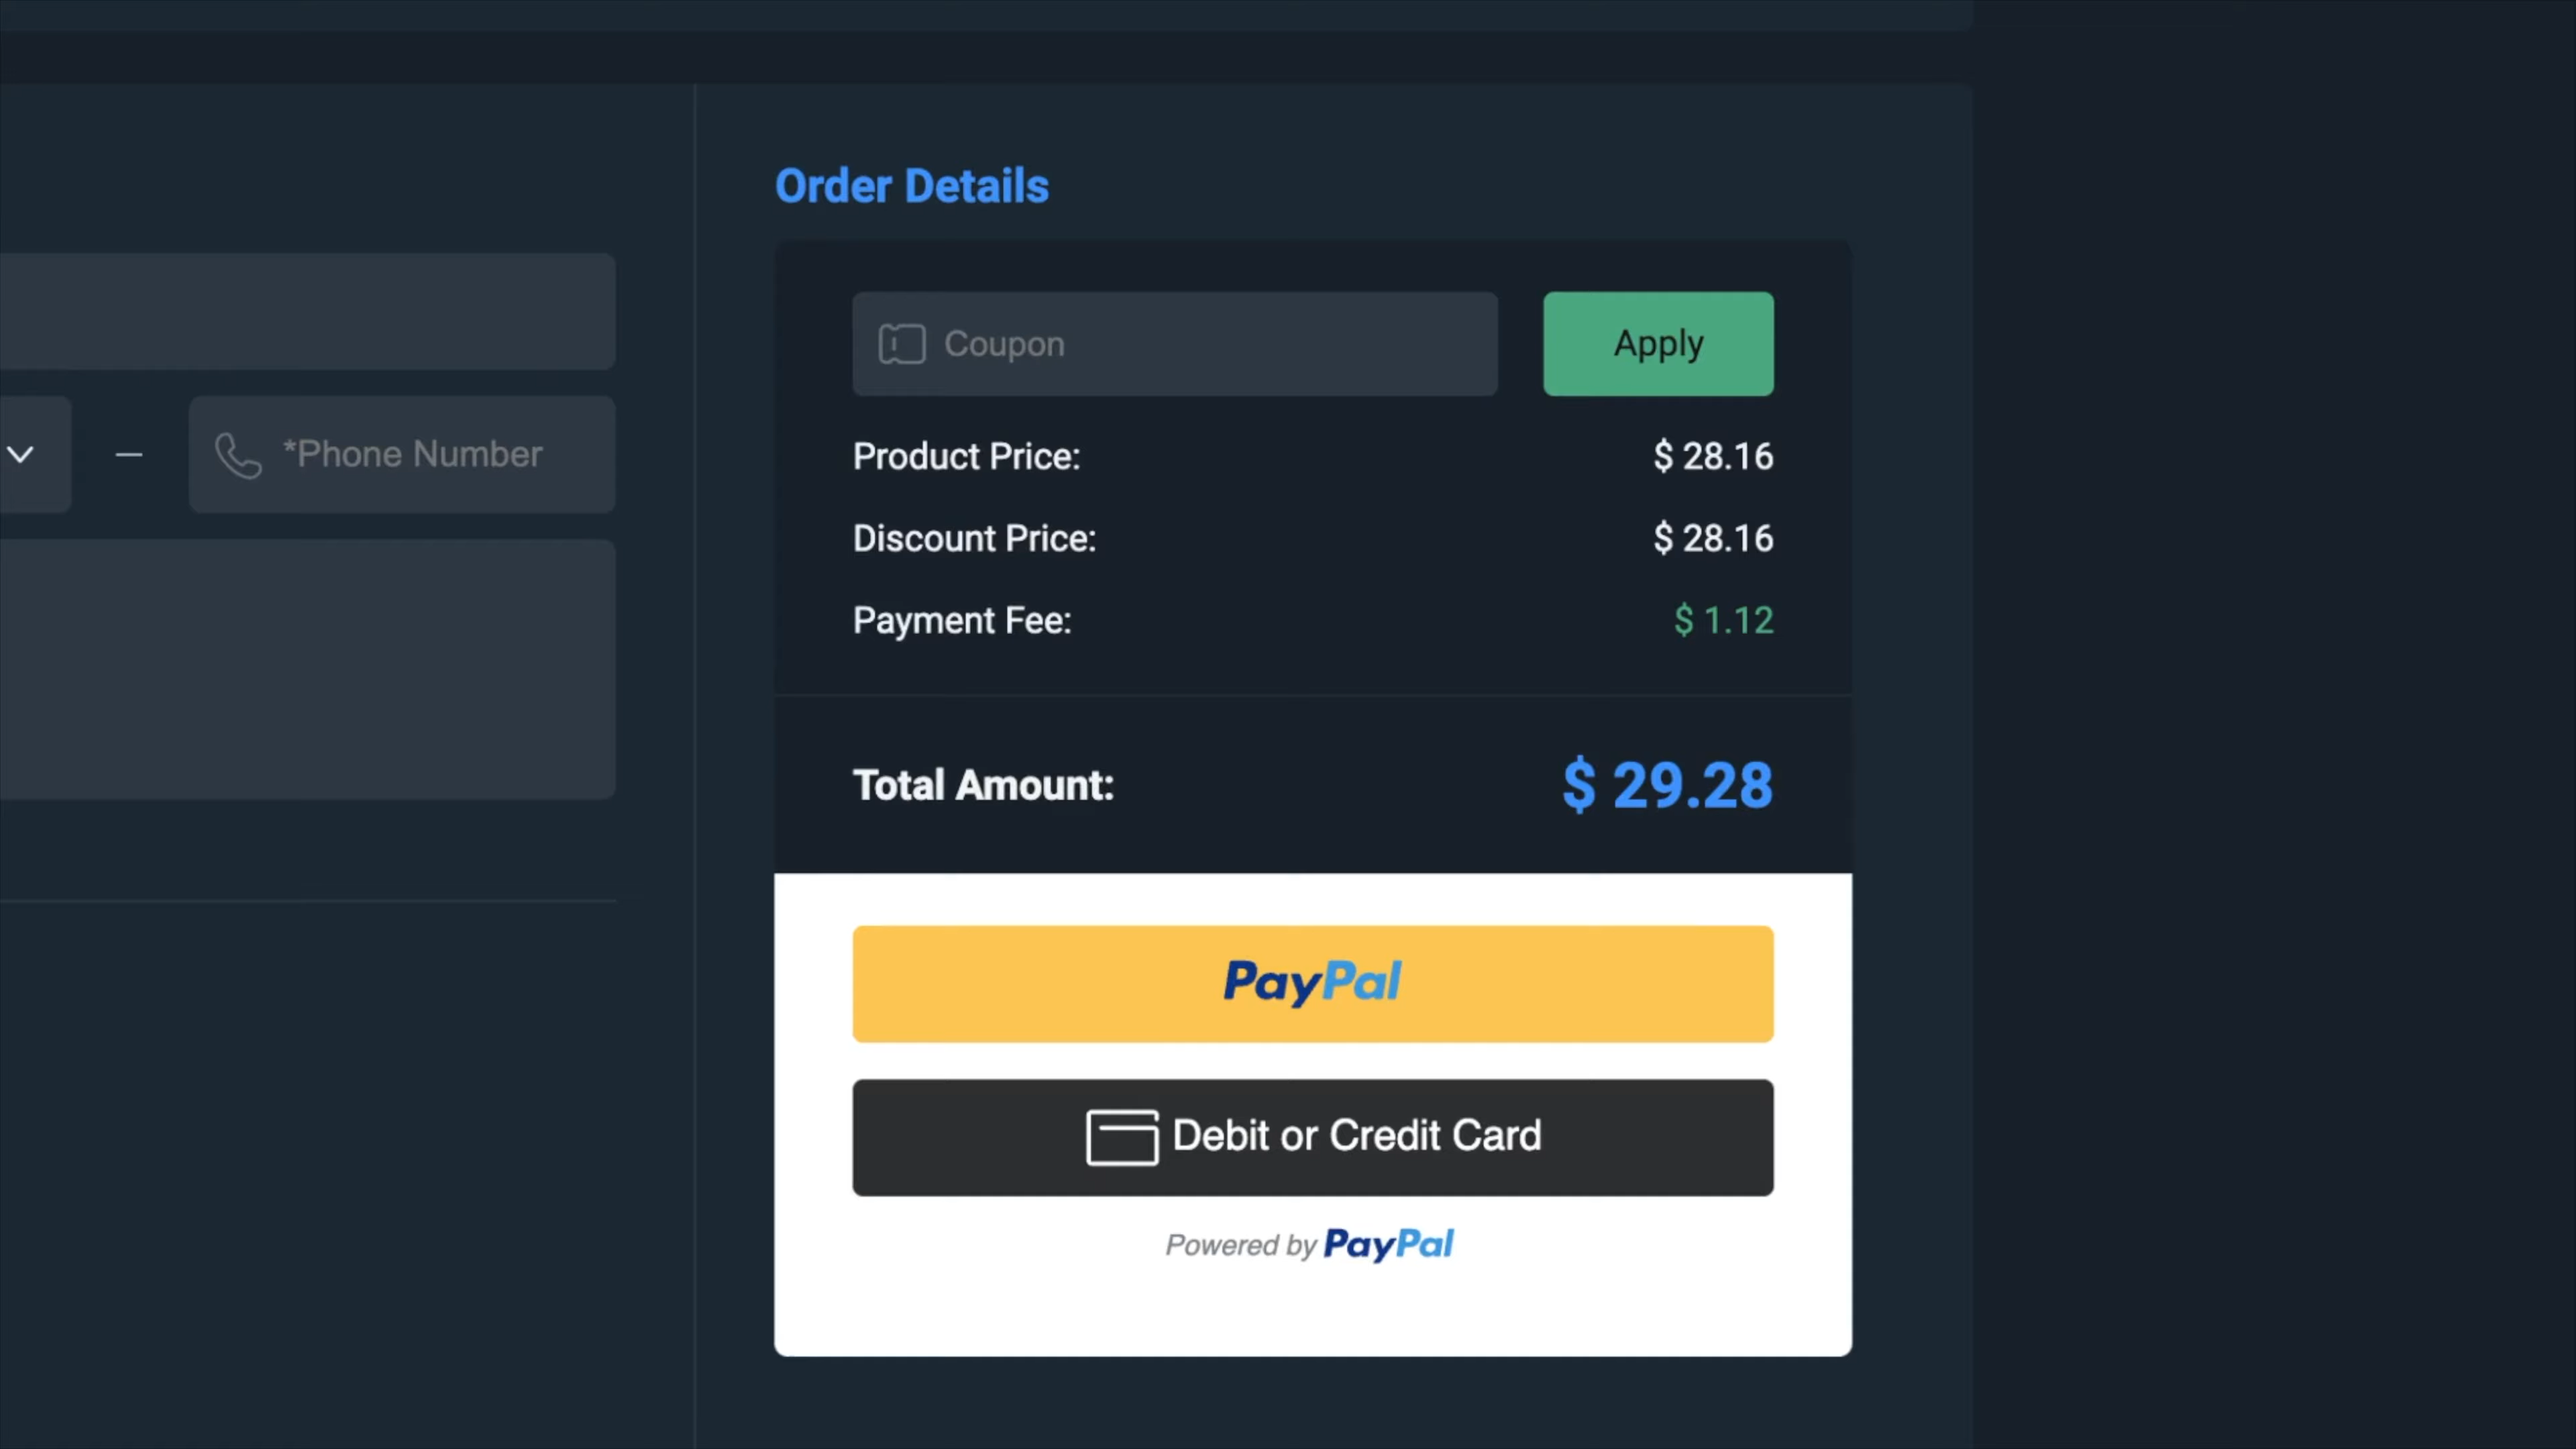 Order Details
Coupon
Apply
*Phone Number
Product Price: $ 28.16
Discount Price: $ 28.16
Payment Fee: $ 1.12
Total Amount: $ 29.28
PayPal
Debit or Credit Card
Powered by PayPal